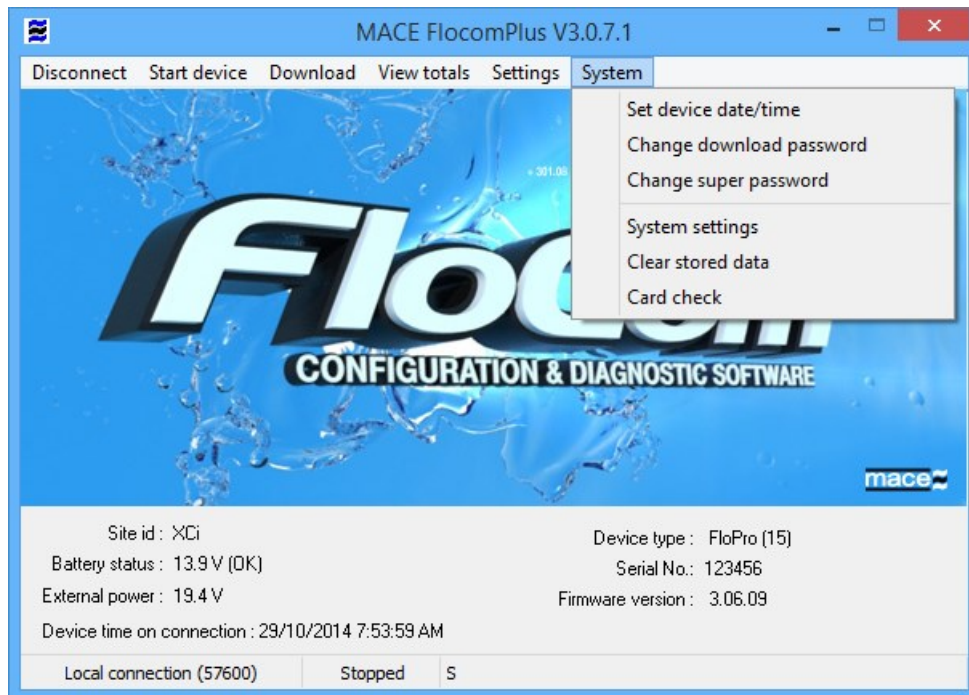 MACE FlocomPlus V3.0.7.1
Disconnect Start device Download View totals Settings System
Set device date/time
Change download password
Change super password
System settings
Clear stored data
Card check
+ 301.08
CONFIGURATION & DIAGNOSTIC SOFTWARE
mace
Site id : XCi
Battery status : 13.9 V (OK)
External power : 19.4 V
Device time on connection : 29/10/2014 7:53:59 AM
Device type : FloPro (15)
Serial No.: 123456
Firmware version : 3.06.09
Local connection (57600) Stopped S